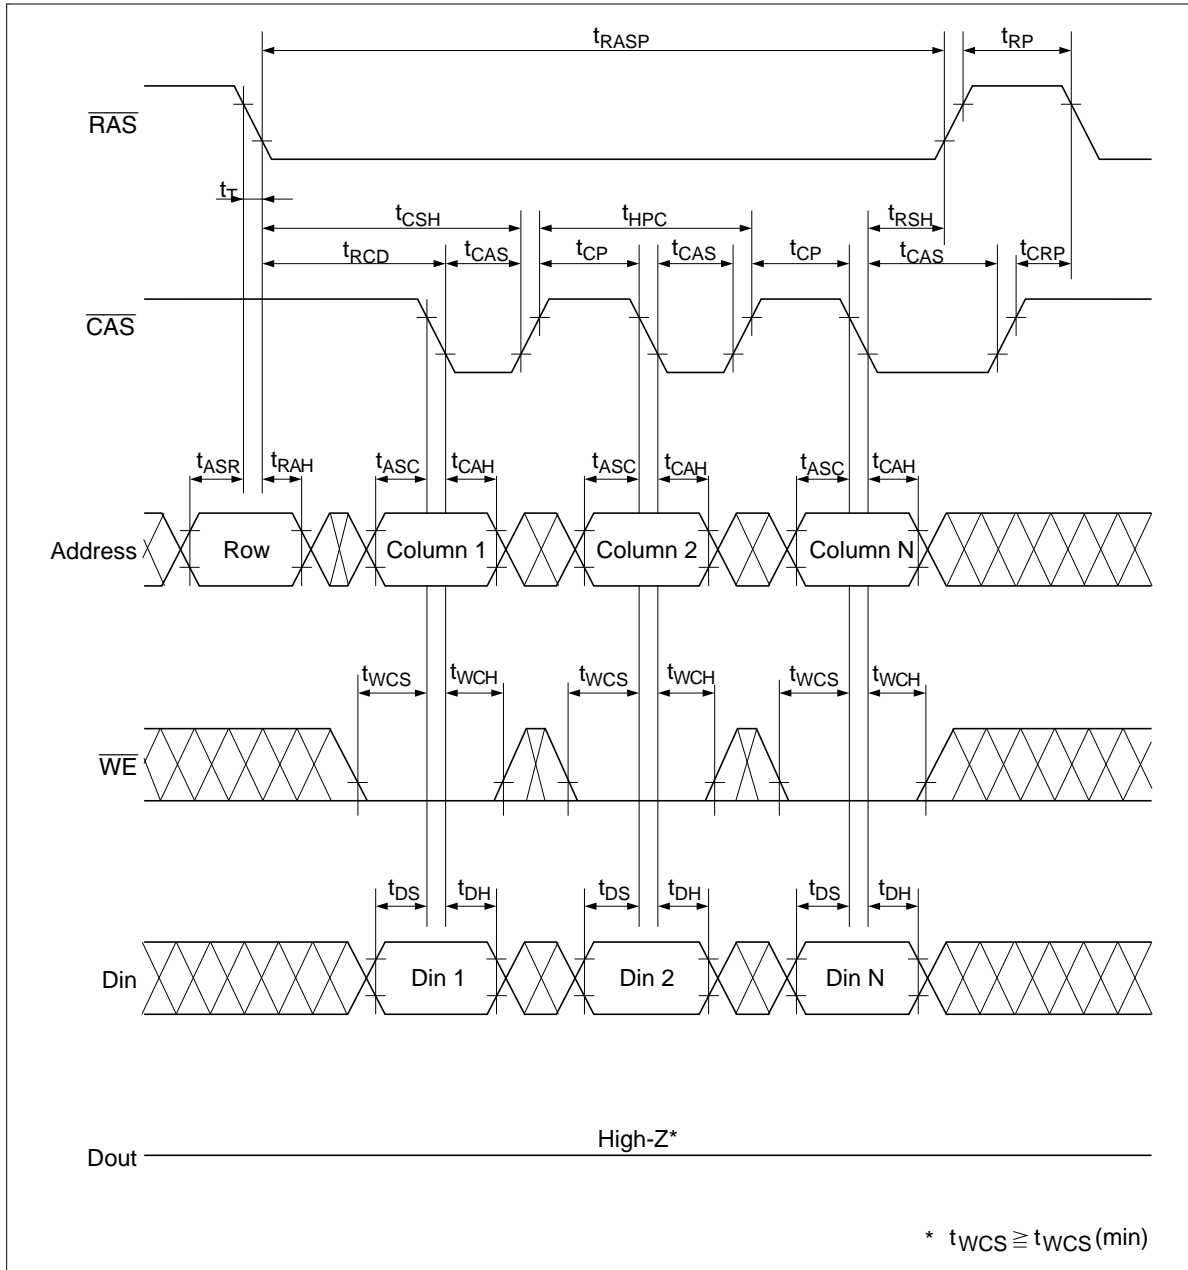 tRASP tRP
RAS
tT
tCSH tHPC tRSH
tRCD tCAS tCP tCAS tCP tCAS tCRP
CAS
tASR tRAH tASC tCAH tASC tCAH tASC tCAH
Address Row Column 1 Column 2 Column N
tWCS tWCH tWCS tWCH tWCS tWCH
WE
tDS tDH tDS tDH tDS tDH
Din Din 1 Din 2 Din N
High-Z*
Dout
* tWCS ≧ tWCS (min)